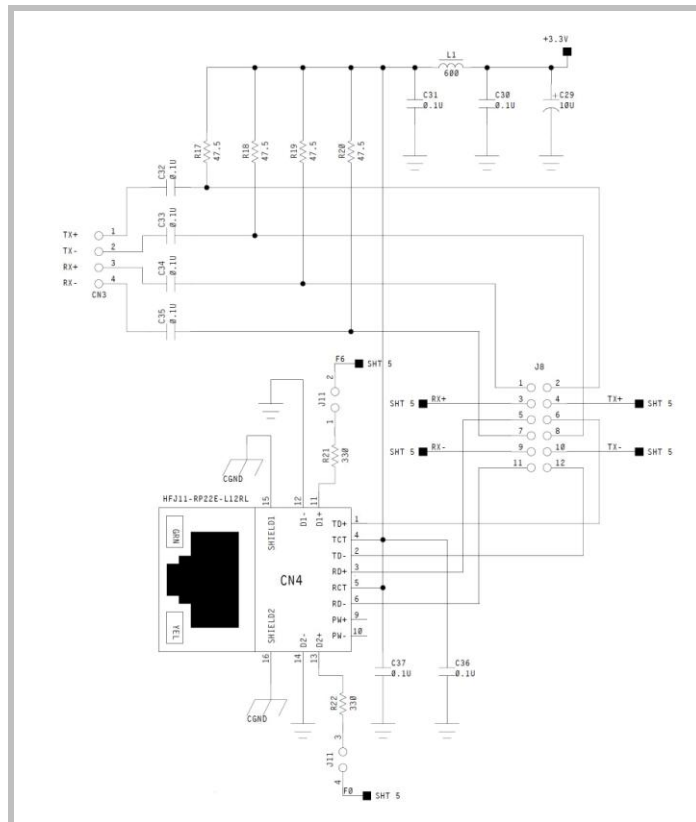 +3.3V
L1
600
C31
0.1U
C30
0.1U
C29
10U
+
R17
47.5
R18
47.5
R19
47.5
R20
47.5
C32
0.1U
C33
0.1U
C34
0.1U
C35
0.1U
TX+ 1
TX- 2
RX+ 3
RX- 4
CN3
F6 SHT 5
2
J11
1
R21
330
J8
1 2
SHT 5 RX+ 3 4 TX+ SHT 5
5 6
7 8
SHT 5 RX- 9 10 TX- SHT 5
11 12
CGND
HFJ11-RP22E-L12RL
15 12 11
SHIELD1 D1- D1+
GRN
YEL
CN4
TD+ 1
TCT 4
TD- 2
RD+ 3
RCT 5
RD- 6
PW+ 9
PW- 10
SHIELD2 D2- D2+
16 14 13
C37
0.1U
C36
0.1U
R22
330
CGND
3
J11
4
F0 SHT 5